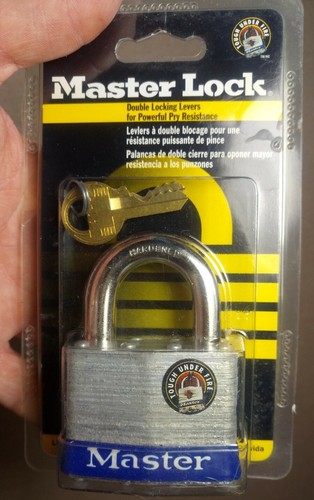 TOUGH UNDER FIRE
Master Lock®
Double Locking Levers
for Powerful Pry Resistance
Leviers à double blocage pour une
résistance puissante de pince
Palancas de doble cierre para oponer mayor
resistencia a los punzones
HARDENED
TOUGH UNDER FIRE
Master